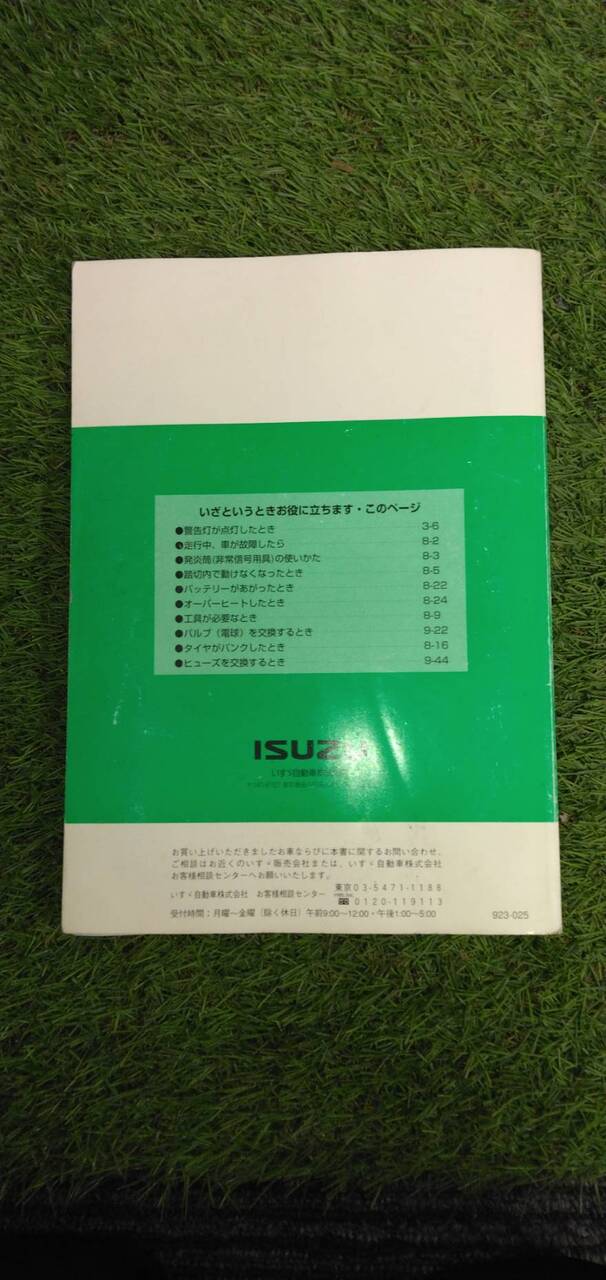 いざというときお役に立ちます・このページ
●警告灯が点灯したとき 3-6
●走行中、車が故障したら 8-2
●発炎筒(非常信号用具)の使いかた 8-3
●踏切内で動けなくなったとき 8-5
●バッテリーがあがったとき 8-22
●オーバーヒートしたとき 8-24
●工具が必要なとき 8-9
●バルブ（電球）を交換するとき 9-22
●タイヤがパンクしたとき 8-16
●ヒューズを交換するとき 9-44
ISUZU
いすゞ自動車
お買い上げいただきましたお車ならびに本書に関するお問い合わせ、
ご相談はお近くのいすゞ販売会社または、いすゞ自動車株式会社
お客様相談センターへお願いいたします。
いすゞ自動車株式会社 お客様相談センター 東京03-5471-1188
0120-119113
受付時間：月曜〜金曜（除く休日）午前9:00〜12:00・午後1:00〜5:00 923-025